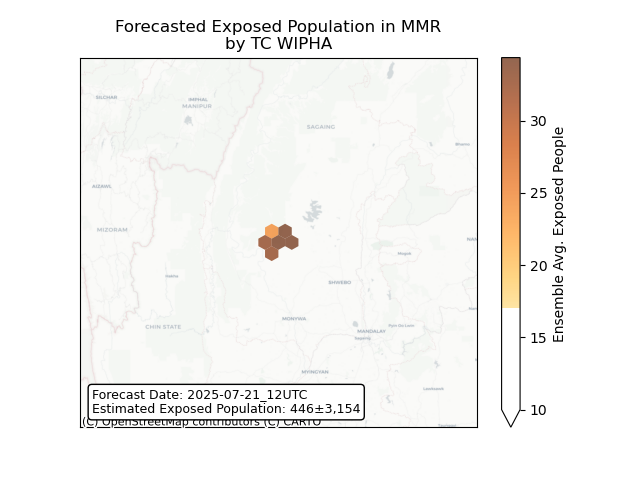 Forecasted Exposed Population in MMR
by TC WIPHA
SILCHAR
IMPHAL
MANIPUR
SAGAING
AIZAWL
MIZORAM
SHWEBO
CHIN STATE
MONYWA
MANDALAY
MYINGYAN
Forecast Date: 2025-07-21_12UTC
Estimated Exposed Population: 446±3,154
(C) OpenStreetMap contributors (C) CARTO
30
25
20
15
10
Ensemble Avg. Exposed People